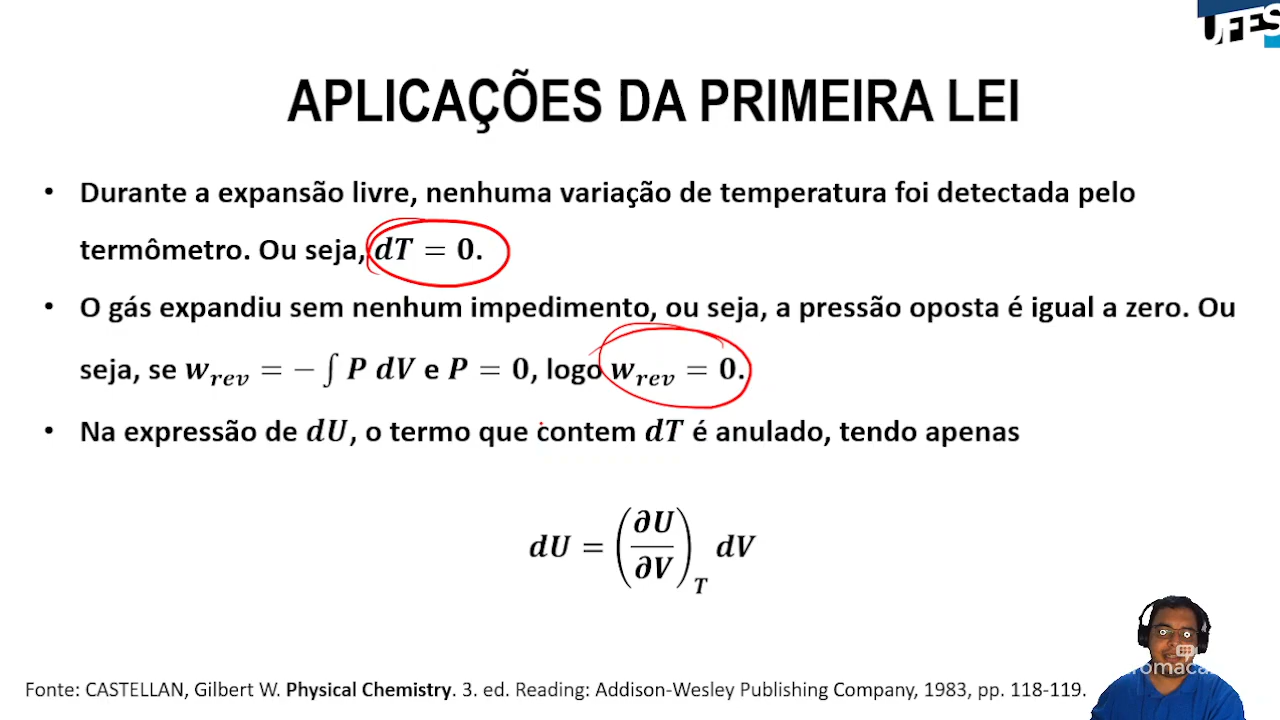 UFES
APLICAÇÕES DA PRIMEIRA LEI
• Durante a expansão livre, nenhuma variação de temperatura foi detectada pelo
termômetro. Ou seja, dT = 0.
• O gás expandiu sem nenhum impedimento, ou seja, a pressão oposta é igual a zero. Ou
seja, se w_rev = − ∫ P dV e P = 0, logo w_rev = 0.
• Na expressão de dU, o termo que contem dT é anulado, tendo apenas
dU = (∂U/∂V)_T dV
Fonte: CASTELLAN, Gilbert W. Physical Chemistry. 3. ed. Reading: Addison-Wesley Publishing Company, 1983, pp. 118-119.